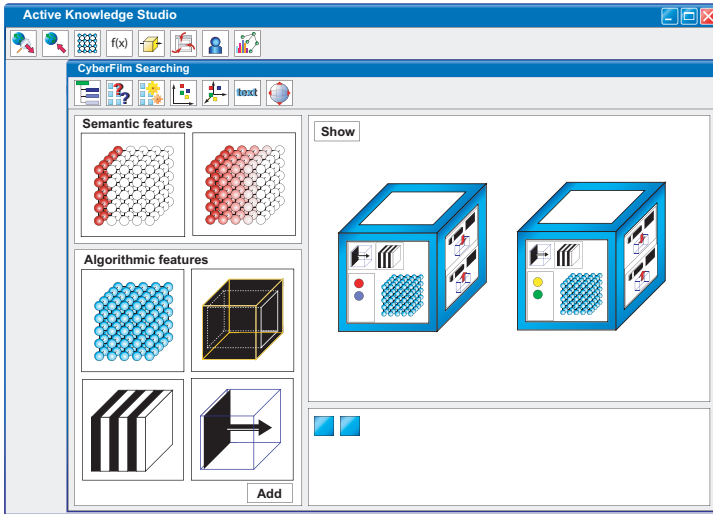 Active Knowledge Studio
f(x)
CyberFilm Searching
??
text
Semantic features
Show
Algorithmic features
Add